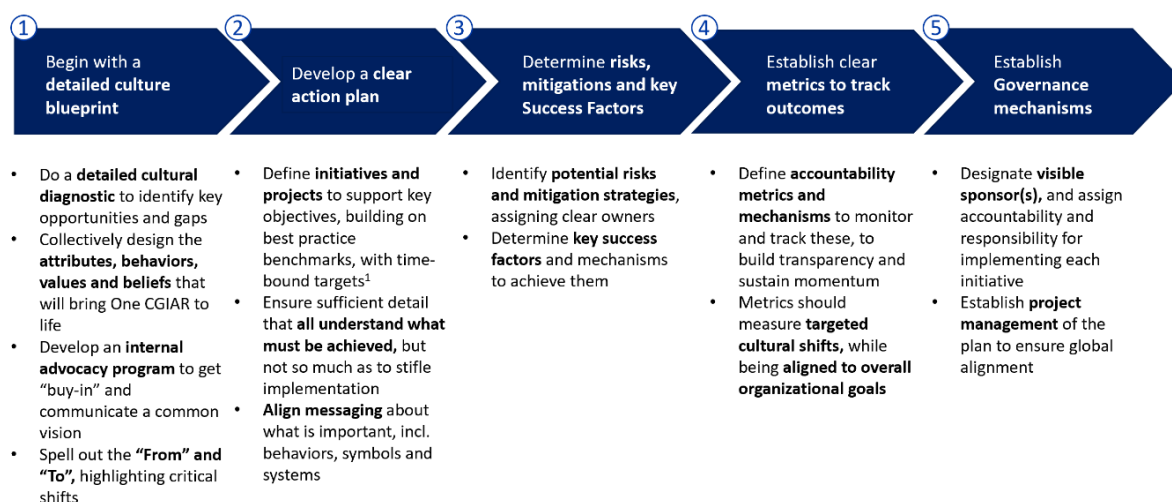 1
Begin with a
detailed culture
blueprint
2
Develop a clear
action plan
3
Determine risks,
mitigations and key
Success Factors
4
Establish clear
metrics to track
outcomes
5
Establish
Governance
mechanisms
• Do a detailed cultural
diagnostic to identify key
opportunities and gaps
• Collectively design the
attributes, behaviors,
values and beliefs that
will bring One CGIAR to
life
• Develop an internal
advocacy program to get
“buy-in” and
communicate a common
vision
• Spell out the “From” and
“To”, highlighting critical
shifts
• Define initiatives and
projects to support key
objectives, building on
best practice
benchmarks, with time-
bound targets¹
• Ensure sufficient detail
that all understand what
must be achieved, but
not so much as to stifle
implementation
• Align messaging about
what is important, incl.
behaviors, symbols and
systems
• Identify potential risks
and mitigation strategies,
assigning clear owners
• Determine key success
factors and mechanisms
to achieve them
• Define accountability
metrics and
mechanisms to monitor
and track these, to
build transparency and
sustain momentum
• Metrics should
measure targeted
cultural shifts, while
being aligned to overall
organizational goals
• Designate visible
sponsor(s), and assign
accountability and
responsibility for
implementing each
initiative
• Establish project
management of the
plan to ensure global
alignment